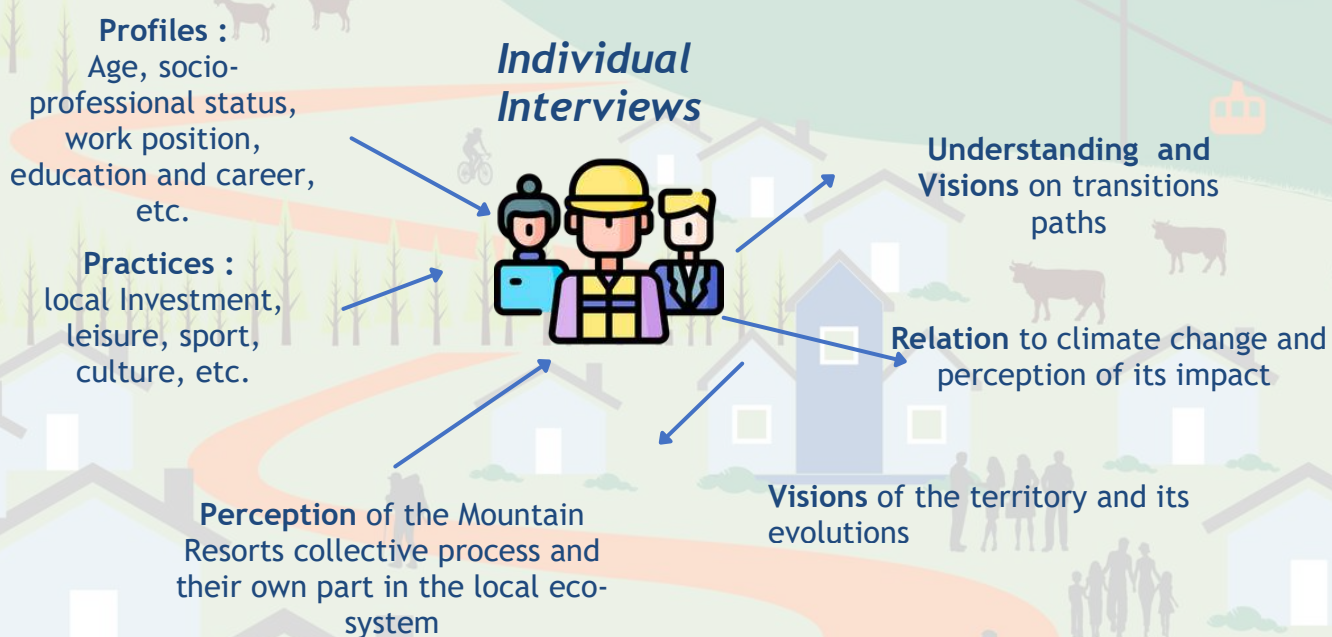 Individual
Interviews
Profiles :
Age, socio-
professional status,
work position,
education and career,
etc.
Practices :
local Investment,
leisure, sport,
culture, etc.
Perception of the Mountain
Resorts collective process and
their own part in the local eco-
system
Understanding and
Visions on transitions
paths
Relation to climate change and
perception of its impact
Visions of the territory and its
evolutions